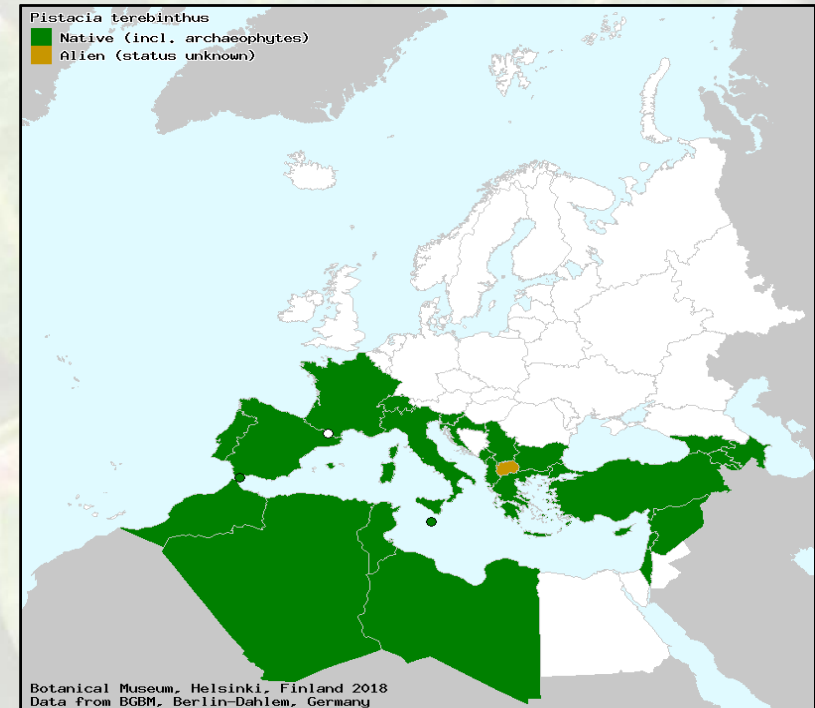 Pistacia terebinthus
Native (incl. archaeophytes)
Alien (status unknown)
Botanical Museum, Helsinki, Finland 2018
Data from BGBM, Berlin-Dahlem, Germany